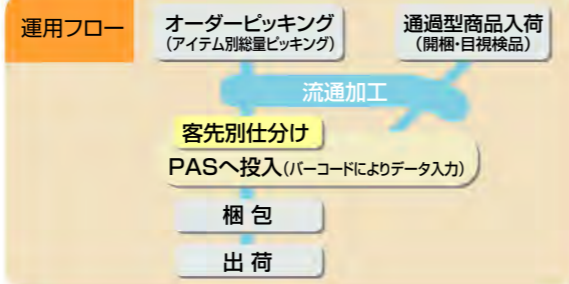 運用フロー
オーダーピッキング
(アイテム別総量ピッキング)
通過型商品入荷
(開梱・目視検品)
流通加工
客先別仕分け
PASへ投入(バーコードによりデータ入力)
梱包
出荷